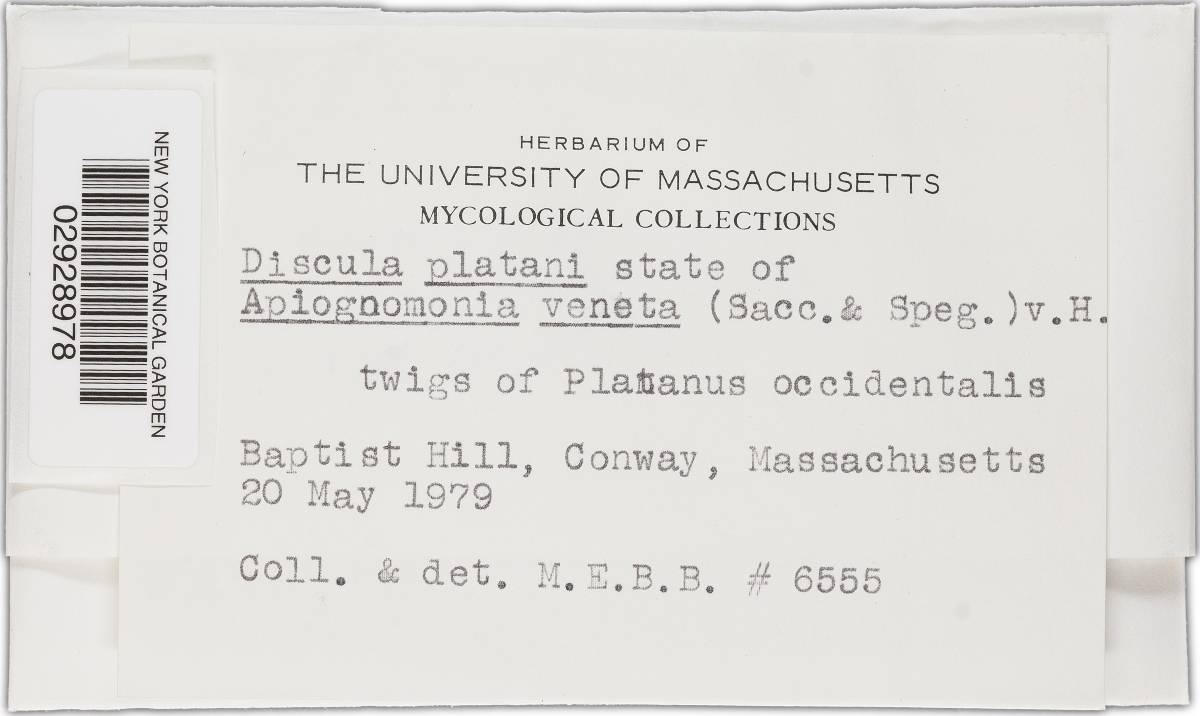 HERBARIUM OF
THE UNIVERSITY OF MASSACHUSETTS
MYCOLOGICAL COLLECTIONS
Discula platani state of
Apiognomonia veneta (Sacc.& Speg.)v.H.
twigs of Platanus occidentalis
Baptist Hill, Conway, Massachusetts
20 May 1979
Coll. & det. M.E.B.B. # 6555
NEW YORK BOTANICAL GARDEN
02928978